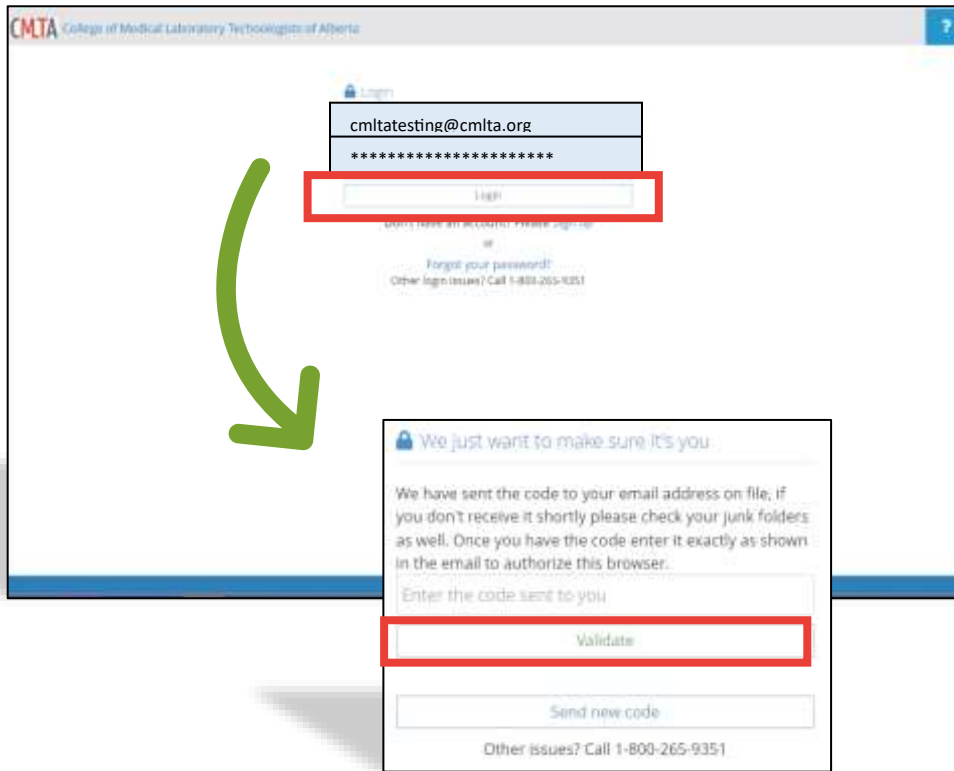 CMLTA College of Medical Laboratory Technologists of Alberta
?
Login
cmltatesting@cmlta.org
**********************
Login
Don't have an account? Please Sign up
or
Forgot your password?
Other login issues? Call 1-800-265-9351
We just want to make sure it's you
We have sent the code to your email address on file, if
you don't receive it shortly please check your junk folders
as well. Once you have the code enter it exactly as shown
in the email to authorize this browser.
Enter the code sent to you
Validate
Send new code
Other issues? Call 1-800-265-9351